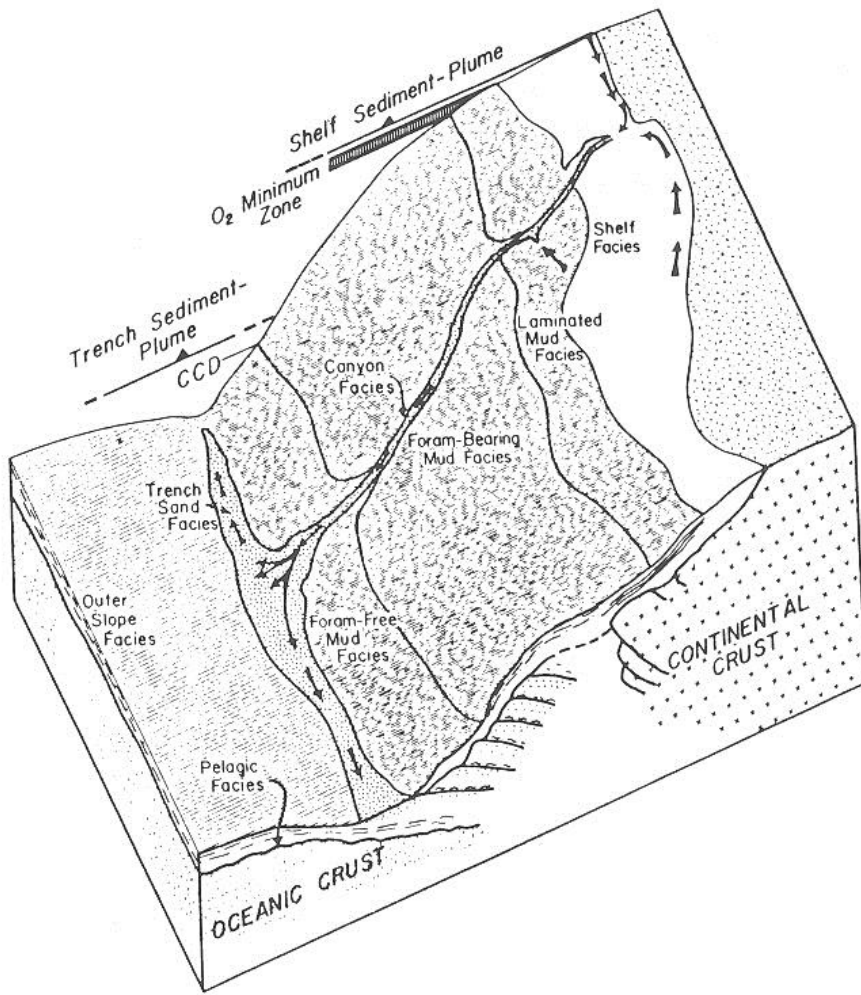 Shelf Sediment-Plume
O₂ Minimum
Zone
Trench Sediment-
Plume
CCD
Shelf
Facies
Laminated
Mud
Facies
Canyon
Facies
Foram-Bearing
Mud Facies
Trench
Sand
Facies
Outer
Slope
Facies
Foram-Free
Mud
Facies
CONTINENTAL
CRUST
Pelagic
Facies
OCEANIC CRUST